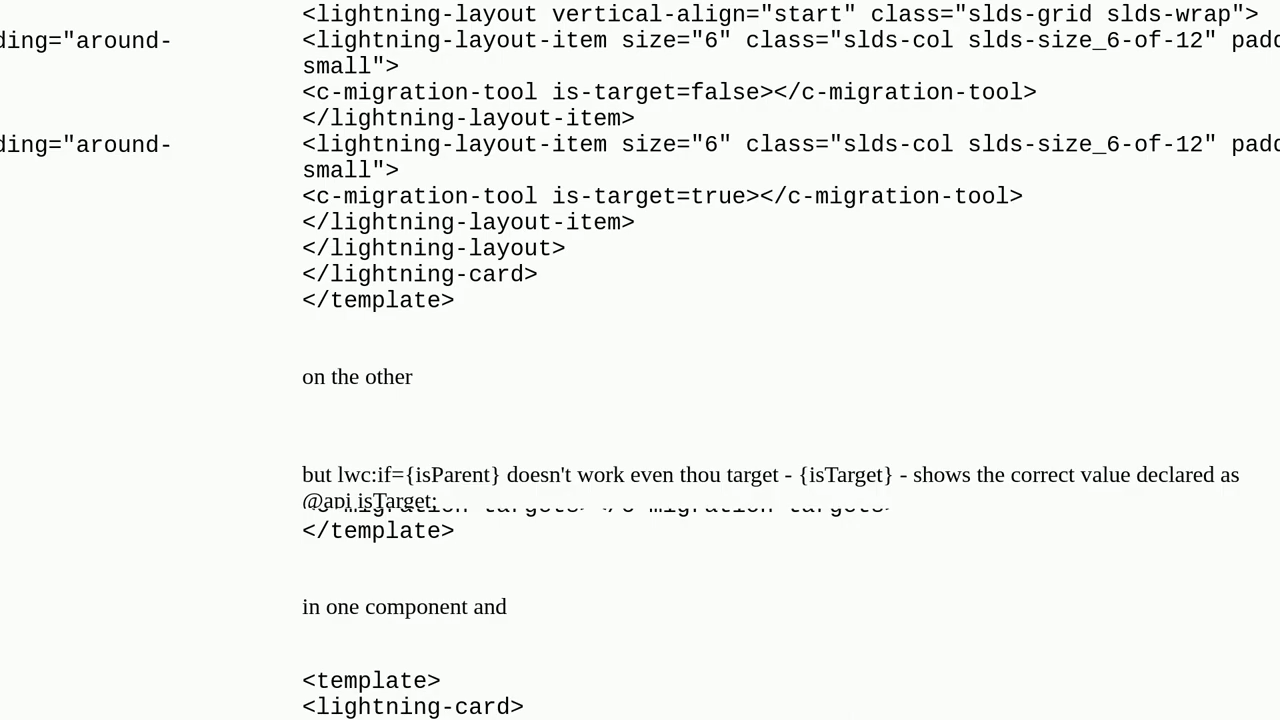 <lightning-layout vertical-align="start" class="slds-grid slds-wrap">
ding="around-
<lightning-layout-item size="6" class="slds-col slds-size_6-of-12" padd
small">
<c-migration-tool is-target=false></c-migration-tool>
</lightning-layout-item>
ding="around-
<lightning-layout-item size="6" class="slds-col slds-size_6-of-12" padd
small">
<c-migration-tool is-target=true></c-migration-tool>
</lightning-layout-item>
</lightning-layout>
</lightning-card>
</template>
on the other
but lwc:if={isParent} doesn't work even thou target - {isTarget} - shows the correct value declared as
@api isTarget;
</template>
in one component and
<template>
<lightning-card>